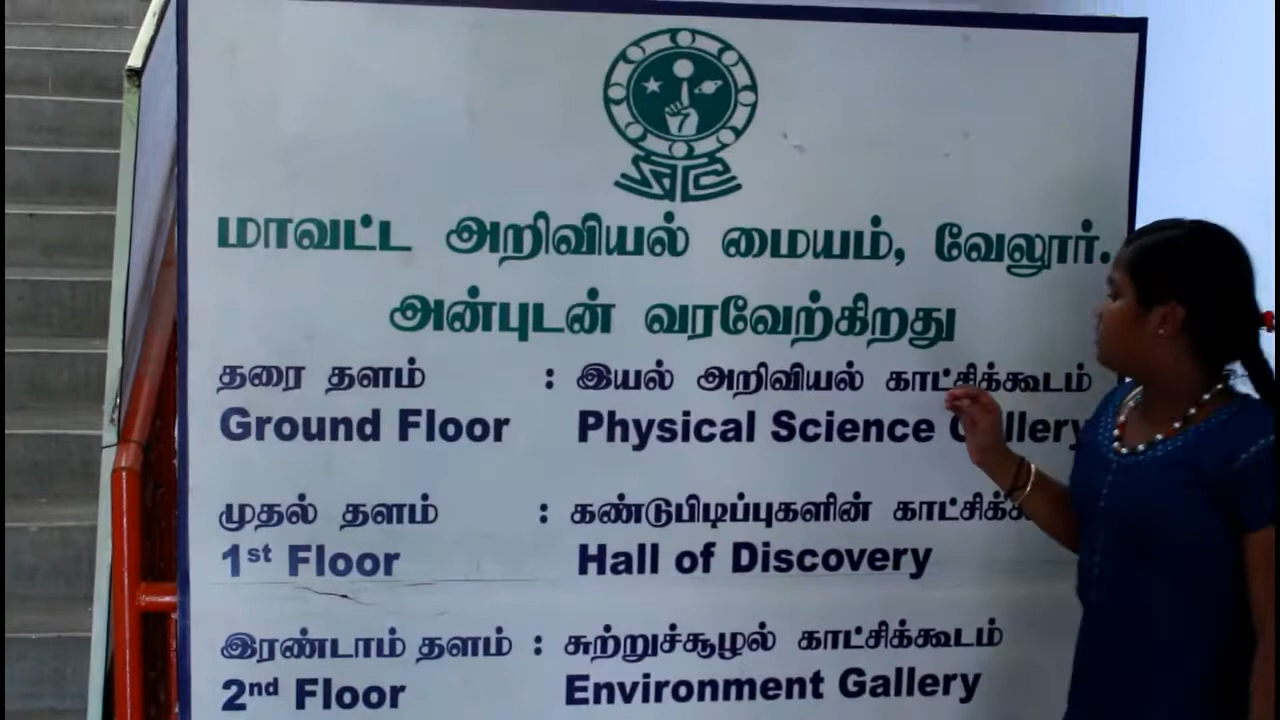 மாவட்ட அறிவியல் மையம், வேலூர்.
அன்புடன் வரவேற்கிறது
தரை தளம் : இயல் அறிவியல் காட்சிக்கூடம்
Ground Floor Physical Science Gallery
முதல் தளம் : கண்டுபிடிப்புகளின்
1st Floor Hall of Discovery
இரண்டாம் தளம் : சுற்றுச்சூழல் காட்சிக்கூடம்
2nd Floor Environment Gallery